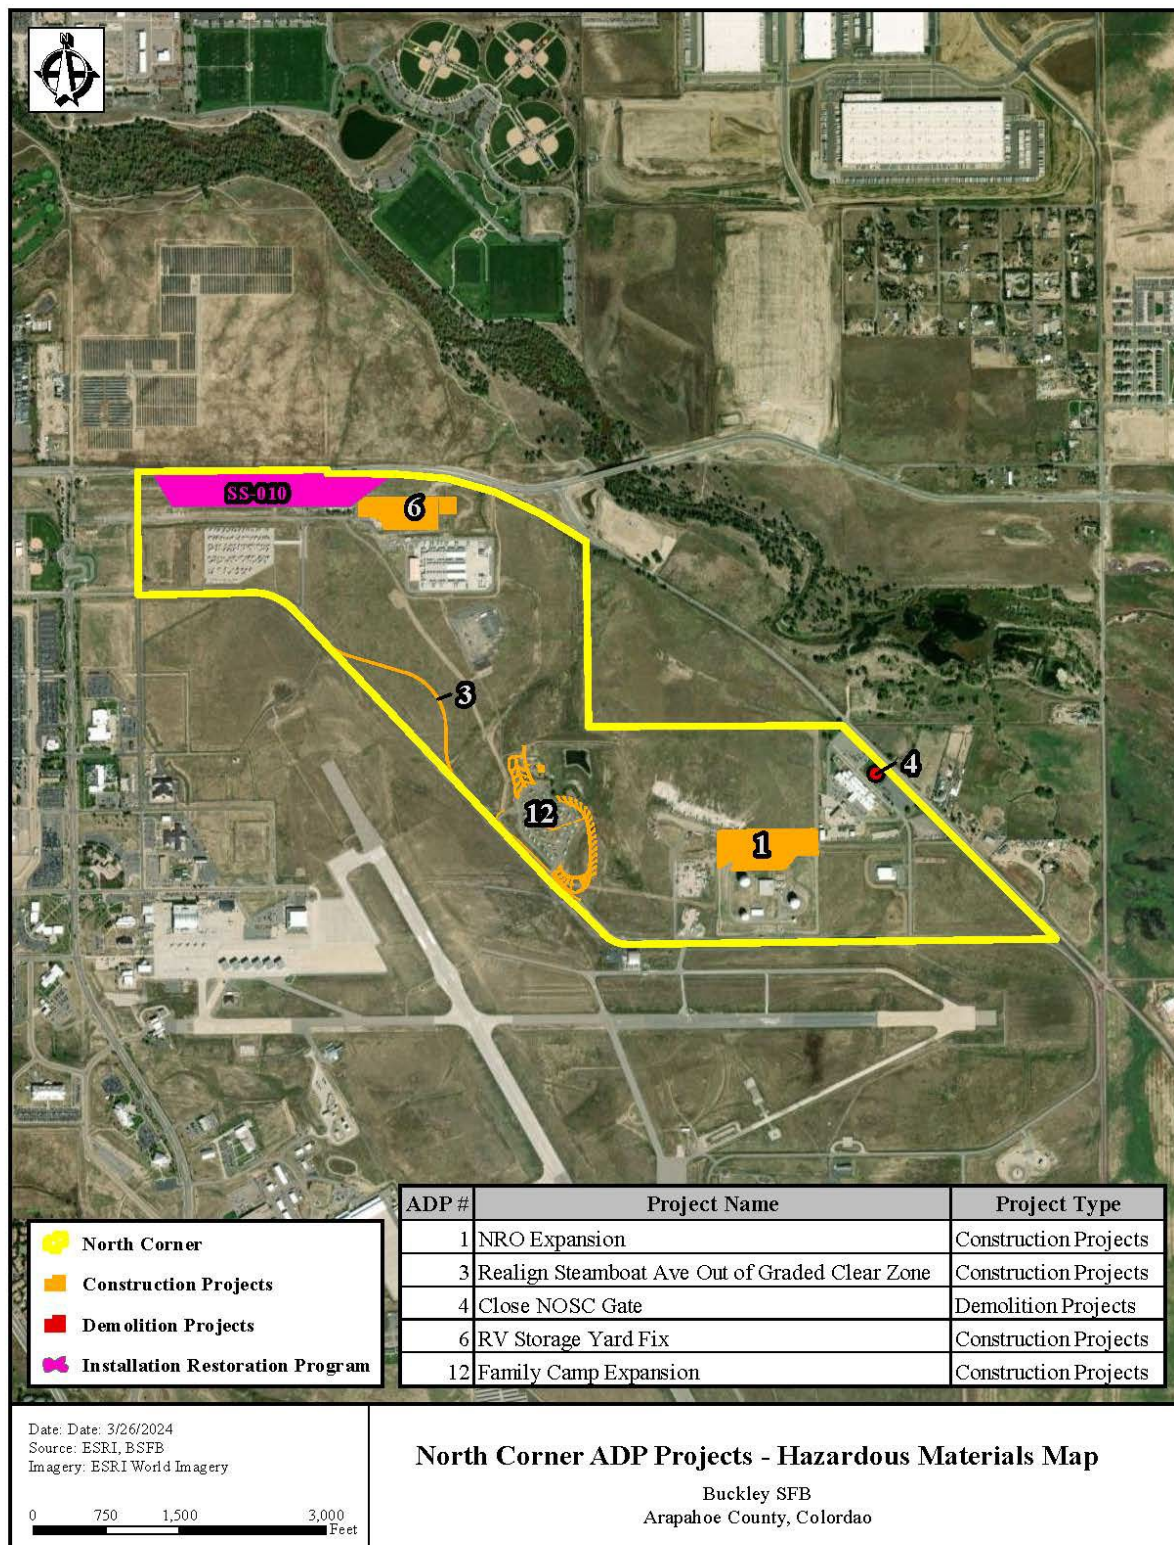 N
SS-010
6
3
4
12
1
ADP # Project Name Project Type
1 NRO Expansion Construction Projects
3 Realign Steamboat Ave Out of Graded Clear Zone Construction Projects
4 Close NOSC Gate Demolition Projects
6 RV Storage Yard Fix Construction Projects
12 Family Camp Expansion Construction Projects
North Corner
Construction Projects
Demolition Projects
Installation Restoration Program
Date: Date: 3/26/2024
Source: ESRI, BSFB
Imagery: ESRI World Imagery
0 750 1,500 3,000
Feet
North Corner ADP Projects - Hazardous Materials Map
Buckley SFB
Arapahoe County, Colordao